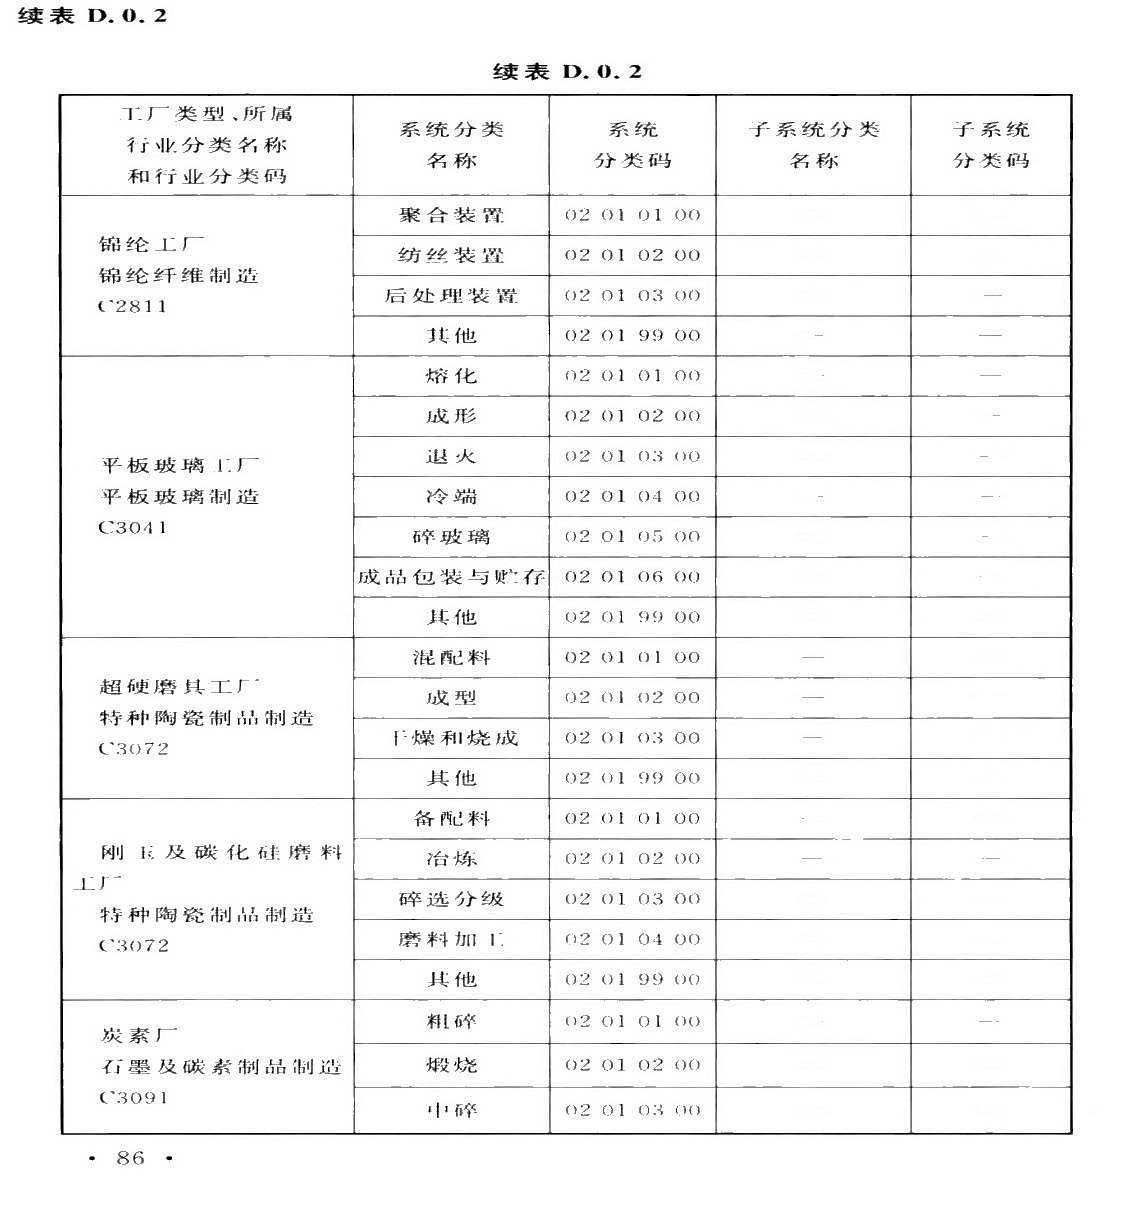 续表 D.0.2
续表 D.0.2
工厂类型、所属
行业分类名称
和行业分类码
系统分类
名称
系统
分类码
子系统分类
名称
子系统
分类码
锦纶工厂
锦纶纤维制造
C2811
聚合装置 02 01 01 00
纺丝装置 02 01 02 00
后处理装置 02 01 03 00 —
其他 02 01 99 00 — —
平板玻璃工厂
平板玻璃制造
C3041
熔化 02 01 01 00 —
成形 02 01 02 00 —
退火 02 01 03 00 —
冷端 02 01 04 00 — —
碎玻璃 02 01 05 00 —
成品包装与贮存 02 01 06 00
其他 02 01 99 00
超硬磨具工厂
特种陶瓷制品制造
C3072
混配料 02 01 01 00 —
成型 02 01 02 00 —
干燥和烧成 02 01 03 00 —
其他 02 01 99 00
刚玉及碳化硅磨料
工厂
特种陶瓷制品制造
C3072
备配料 02 01 01 00
冶炼 02 01 02 00 — —
碎选分级 02 01 03 00
磨料加工 02 01 04 00
其他 02 01 99 00
炭素厂
石墨及碳素制品制造
C3091
粗碎 02 01 01 00 —
煅烧 02 01 02 00
中碎 02 01 03 00
· 86 ·